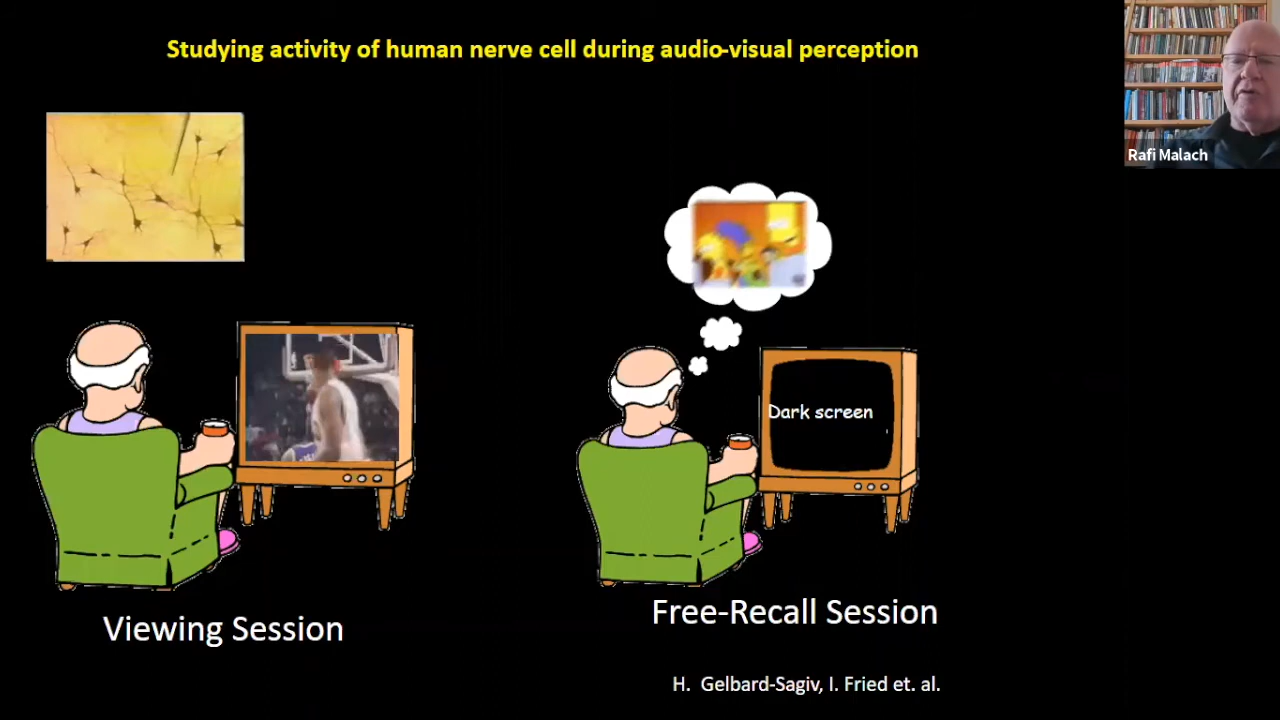 Studying activity of human nerve cell during audio-visual perception
Rafi Malach
Dark screen
Viewing Session
Free-Recall Session
H. Gelbard-Sagiv, I. Fried et. al.